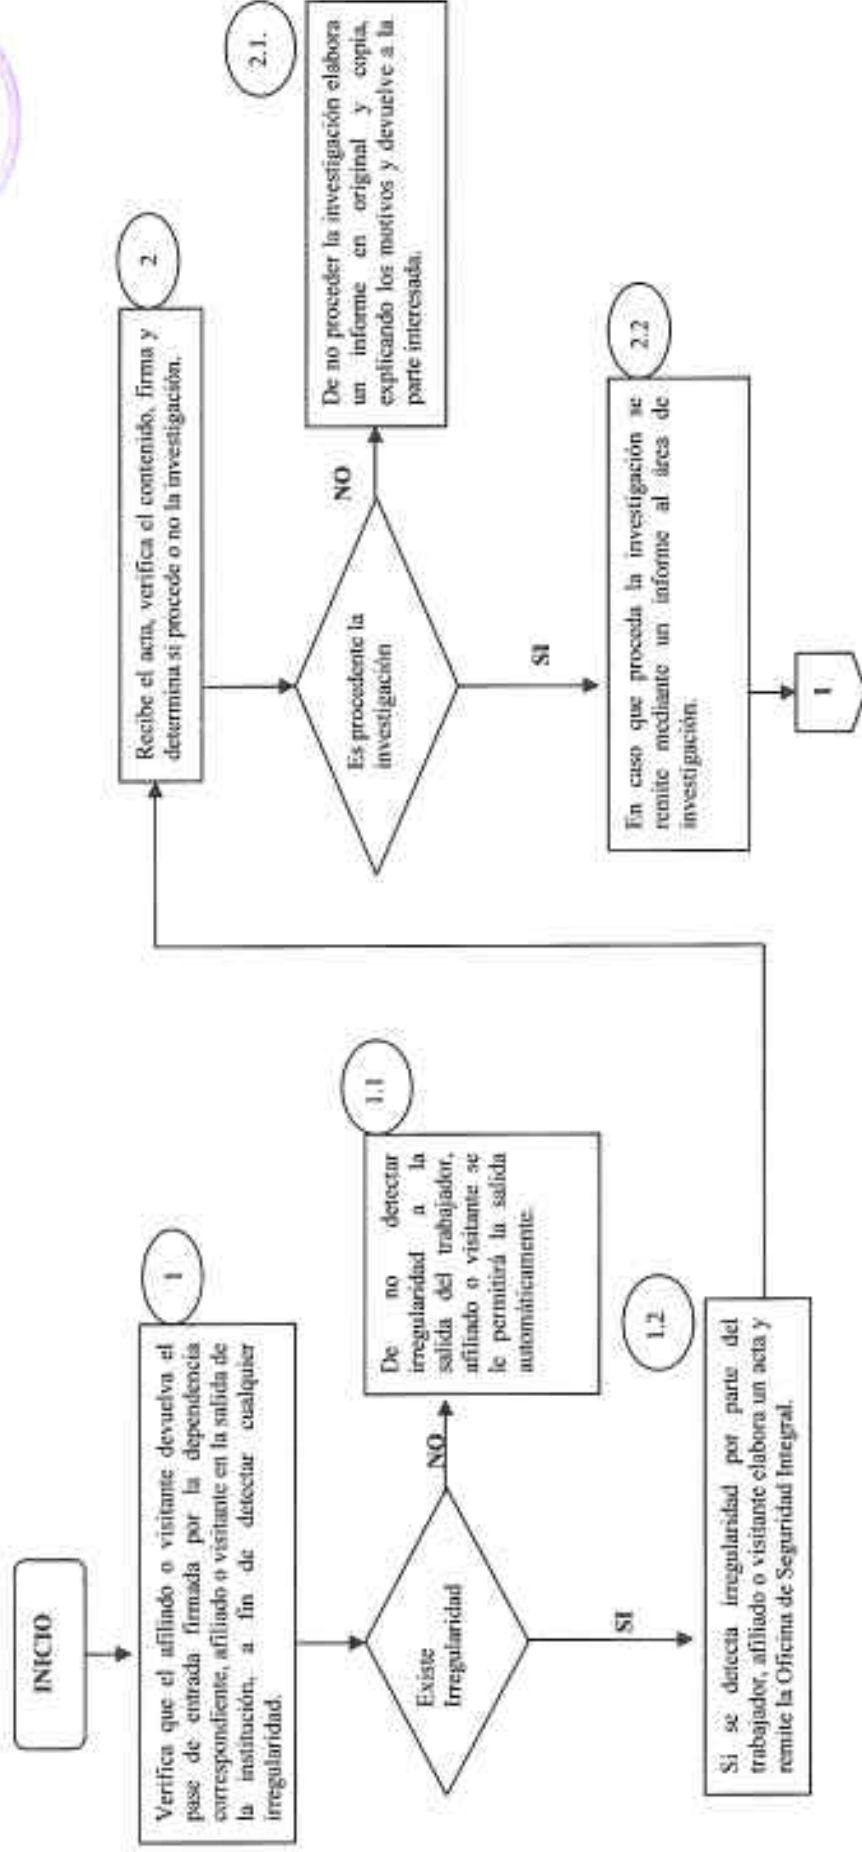 INICIO
1
Verifica que el afiliado o visitante devuelva el
pase de entrada firmada por la dependencia
correspondiente, afiliado o visitante en la salida de
la institución, a fin de detectar cualquier
irregularidad.
Existe
Irregularidad
NO
1.1
De no detectar
irregularidad a la
salida del trabajador,
afiliado o visitante se
le permitirá la salida
automáticamente.
SI
1.2
Si se detecta irregularidad por parte del
trabajador, afiliado o visitante elabora un acta y
remite la Oficina de Seguridad Integral.
2
Recibe el acta, verifica el contenido, firma y
determina si procede o no la investigación.
Es procedente la
investigación
NO
2.1.
De no proceder la investigación elabora
un informe en original y copia,
explicando los motivos y devuelve a la
parte interesada.
SI
2.2
En caso que proceda la investigación se
remite mediante un informe al área de
investigación.
1